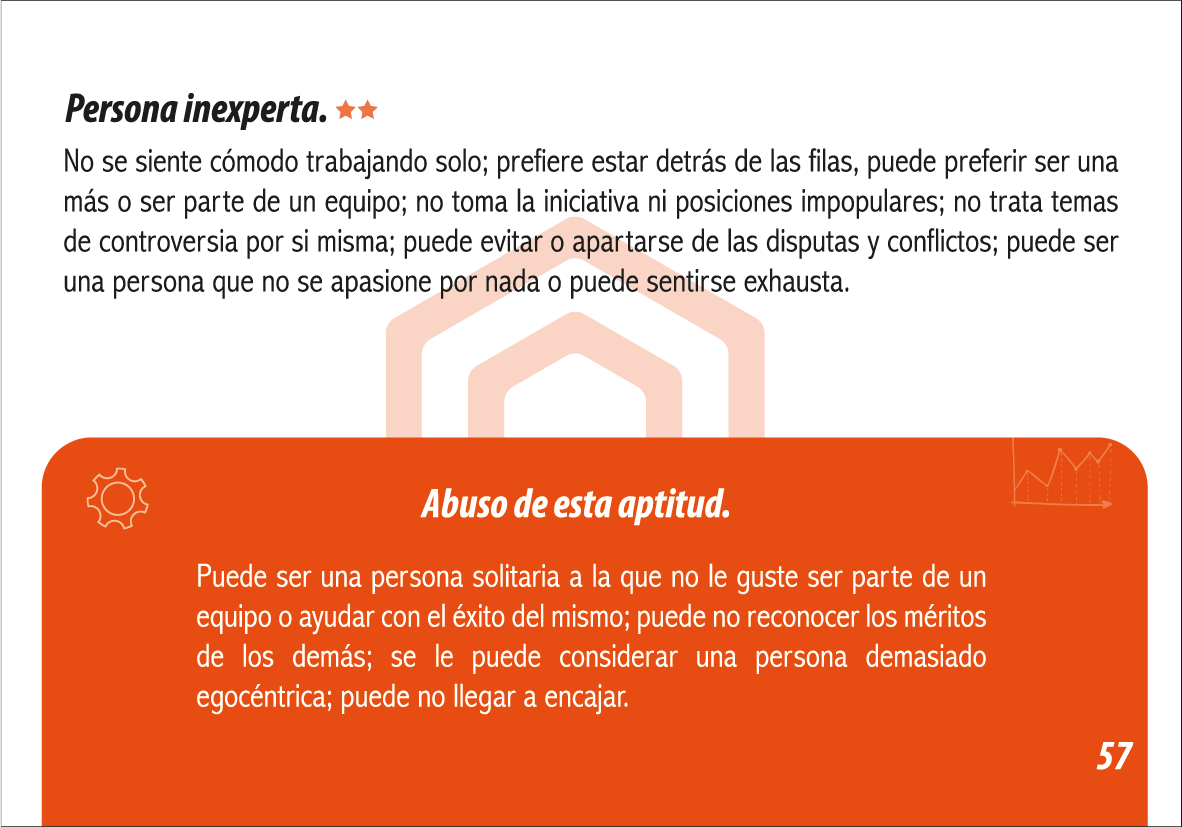 Persona inexperta.
No se siente cómodo trabajando solo; prefiere estar detrás de las filas, puede preferir ser una
más o ser parte de un equipo; no toma la iniciativa ni posiciones impopulares; no trata temas
de controversia por si misma; puede evitar o apartarse de las disputas y conflictos; puede ser
una persona que no se apasione por nada o puede sentirse exhausta.
Abuso de esta aptitud.
Puede ser una persona solitaria a la que no le guste ser parte de un
equipo o ayudar con el éxito del mismo; puede no reconocer los méritos
de los demás; se le puede considerar una persona demasiado
egocéntrica; puede no llegar a encajar.
57